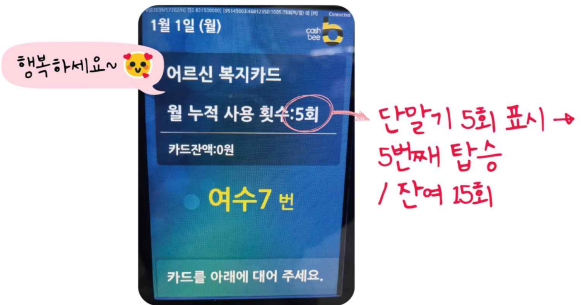 1월 1일 (월)
cash
bee
행복하세요~
어르신 복지카드
월 누적 사용 횟수:5회
카드잔액:0원
여수7 번
카드를 아래에 대어 주세요.
단말기 5회 표시 →
5번째 탑승
/ 잔여 15회